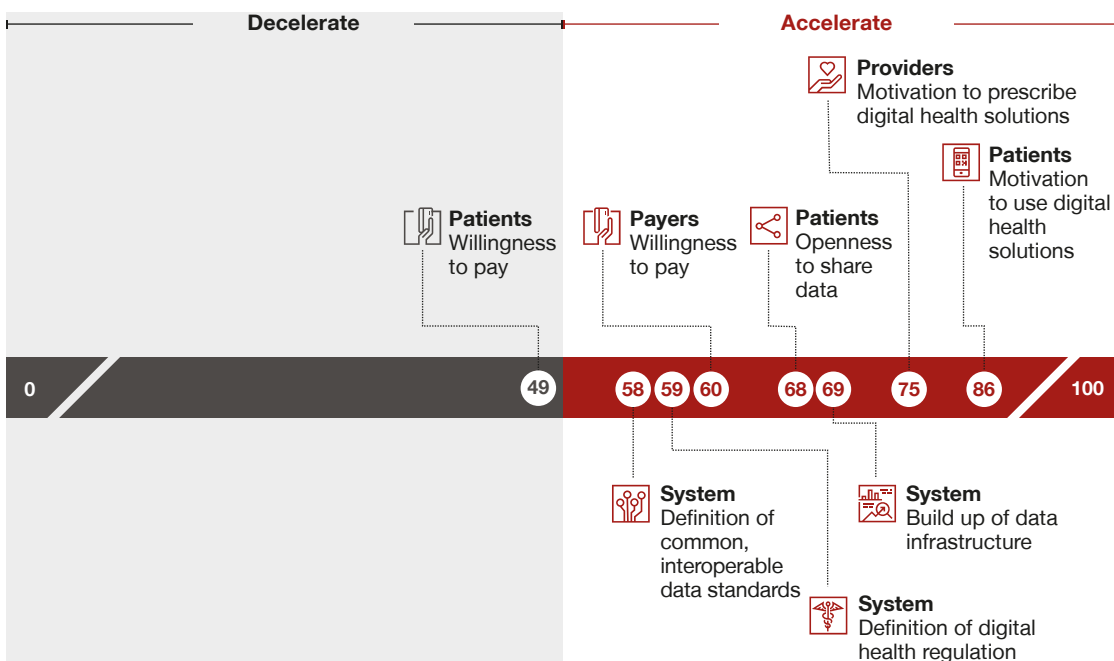 Decelerate
Accelerate
Providers
Motivation to prescribe
digital health solutions
Patients
Motivation
to use digital
health
solutions
Patients
Willingness
to pay
Payers
Willingness
to pay
Patients
Openness
to share
data
0
49
58
59
60
68
69
75
86
100
System
Definition of
common,
interoperable
data standards
System
Build up of data
infrastructure
System
Definition of digital
health regulation